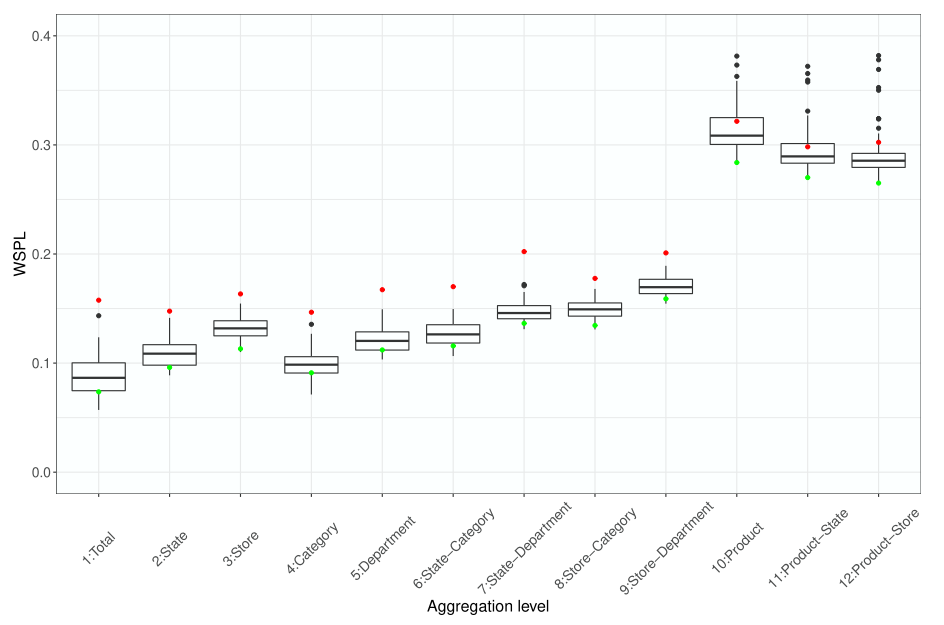 WSPL
0.4
0.3
0.2
0.1
0.0
1:Total
2:State
3:Store
4:Category
5:Department
6:State−Category
7:State−Department
8:Store−Category
9:Store−Department
10:Product
11:Product−State
12:Product−Store
Aggregation level